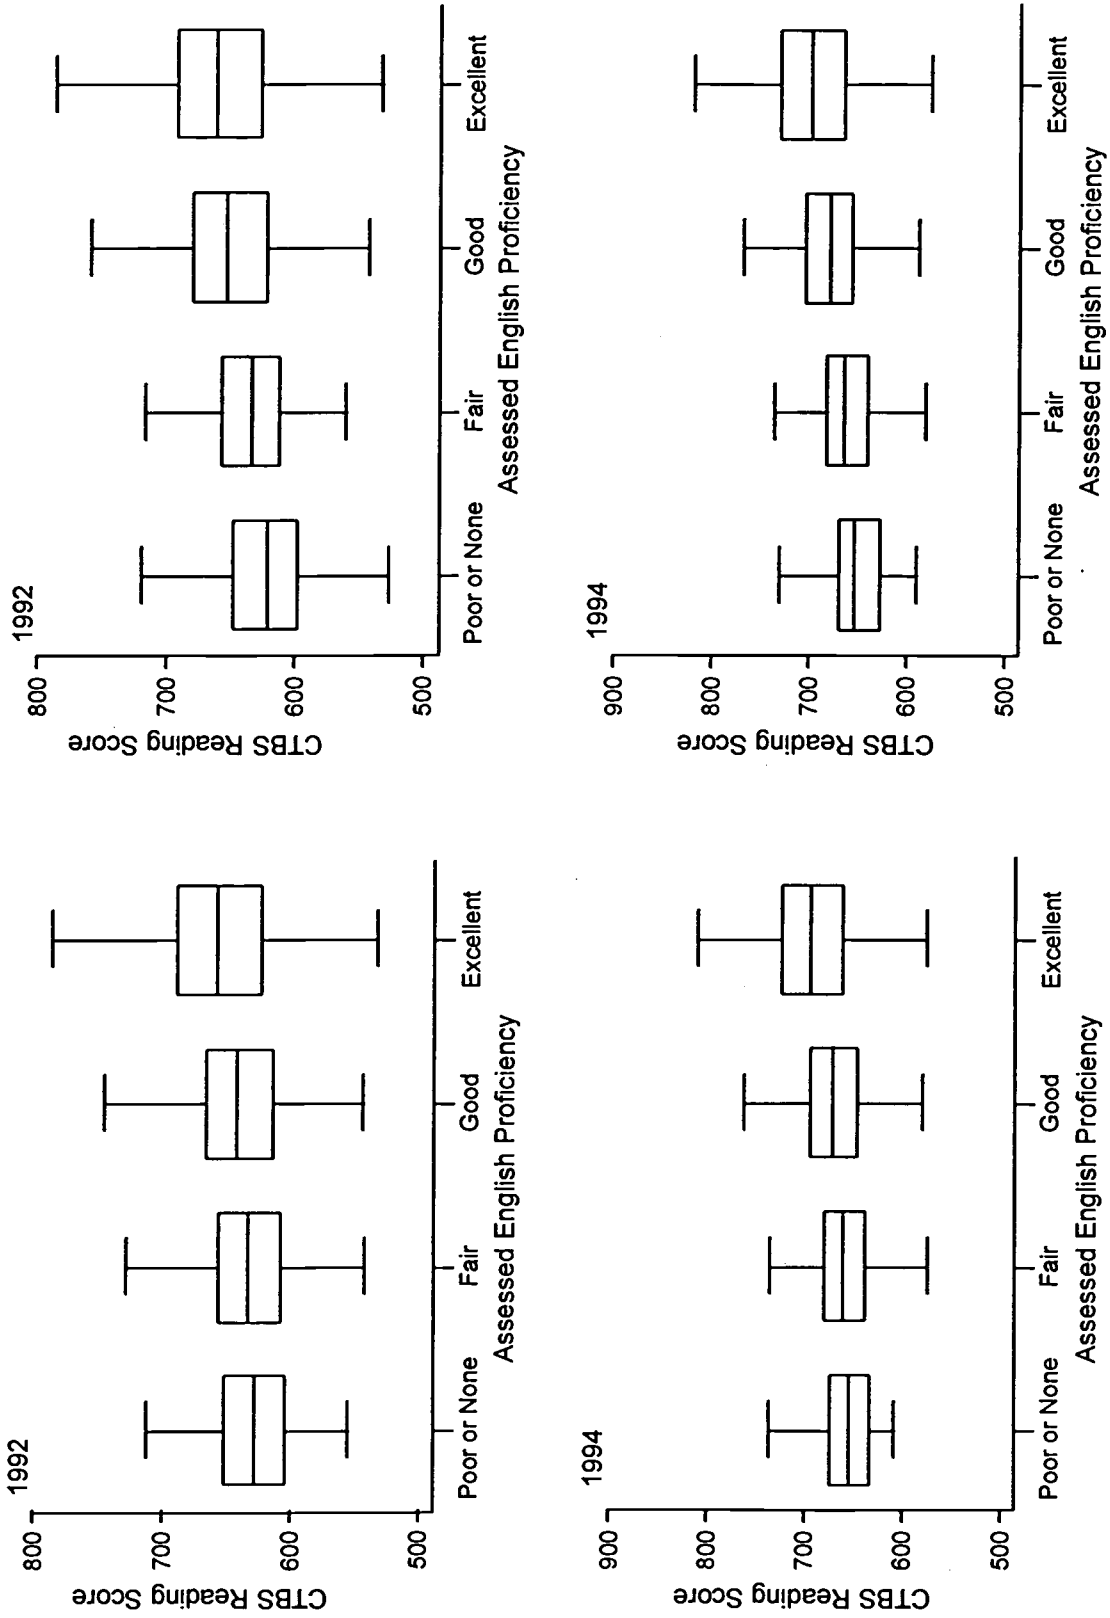 1992
CTBS Reading Score
800
700
600
500
Poor or None
Fair
Good
Excellent
Assessed English Proficiency
1992
CTBS Reading Score
800
700
600
500
Poor or None
Fair
Good
Excellent
Assessed English Proficiency
1994
CTBS Reading Score
900
800
700
600
500
Poor or None
Fair
Good
Excellent
Assessed English Proficiency
1994
CTBS Reading Score
900
800
700
600
500
Poor or None
Fair
Good
Excellent
Assessed English Proficiency